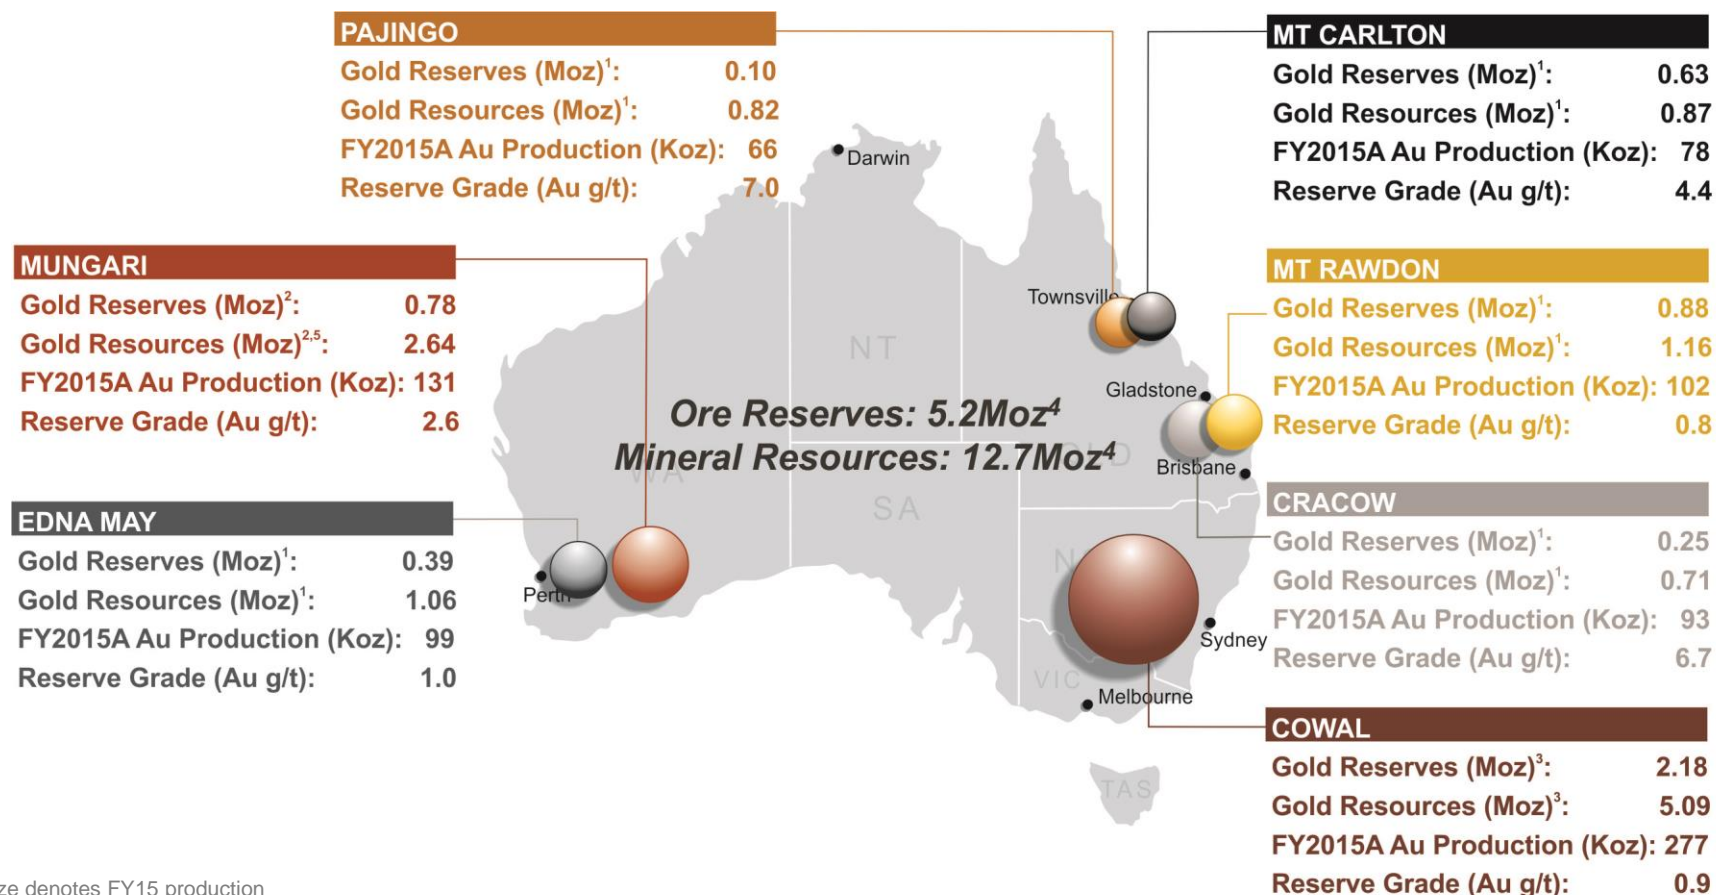 PAJINGO
Gold Reserves (Moz)¹: 0.10
Gold Resources (Moz)¹: 0.82
FY2015A Au Production (Koz): 66
Reserve Grade (Au g/t): 7.0
MT CARLTON
Gold Reserves (Moz)¹: 0.63
Gold Resources (Moz)¹: 0.87
FY2015A Au Production (Koz): 78
Reserve Grade (Au g/t): 4.4
MUNGARI
Gold Reserves (Moz)²: 0.78
Gold Resources (Moz)²,⁵: 2.64
FY2015A Au Production (Koz): 131
Reserve Grade (Au g/t): 2.6
MT RAWDON
Gold Reserves (Moz)¹: 0.88
Gold Resources (Moz)¹: 1.16
FY2015A Au Production (Koz): 102
Reserve Grade (Au g/t): 0.8
EDNA MAY
Gold Reserves (Moz)¹: 0.39
Gold Resources (Moz)¹: 1.06
FY2015A Au Production (Koz): 99
Reserve Grade (Au g/t): 1.0
CRACOW
Gold Reserves (Moz)¹: 0.25
Gold Resources (Moz)¹: 0.71
FY2015A Au Production (Koz): 93
Reserve Grade (Au g/t): 6.7
COWAL
Gold Reserves (Moz)³: 2.18
Gold Resources (Moz)³: 5.09
FY2015A Au Production (Koz): 277
Reserve Grade (Au g/t): 0.9
Darwin
Townsville
NT
Gladstone
Ore Reserves: 5.2Moz⁴
Mineral Resources: 12.7Moz⁴
WA
Brisbane
SA
Perth
Sydney
VIC
Melbourne
TAS
denotes FY15 production